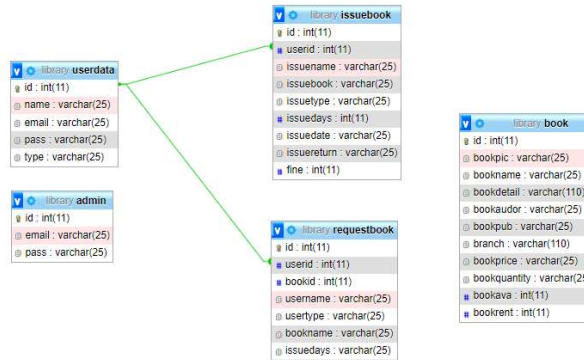 library userdata
id : int(11)
name : varchar(25)
email : varchar(25)
pass : varchar(25)
type : varchar(25)
library admin
id : int(11)
email : varchar(25)
pass : varchar(25)
library issuebook
id : int(11)
userid : int(11)
issuename : varchar(25)
issuebook : varchar(25)
issuetype : varchar(25)
issuedays : int(11)
issuedate : varchar(25)
issuereturn : varchar(25)
fine : int(11)
library requestbook
id : int(11)
userid : int(11)
bookid : int(11)
username : varchar(25)
usertype : varchar(25)
bookname : varchar(25)
issuedays : varchar(25)
library book
id : int(11)
bookpic : varchar(25)
bookname : varchar(25)
bookdetail : varchar(110)
bookaudor : varchar(25)
bookpub : varchar(25)
branch : varchar(110)
bookprice : varchar(25)
bookquantity : varchar(25
bookava : int(11)
bookrent : int(11)